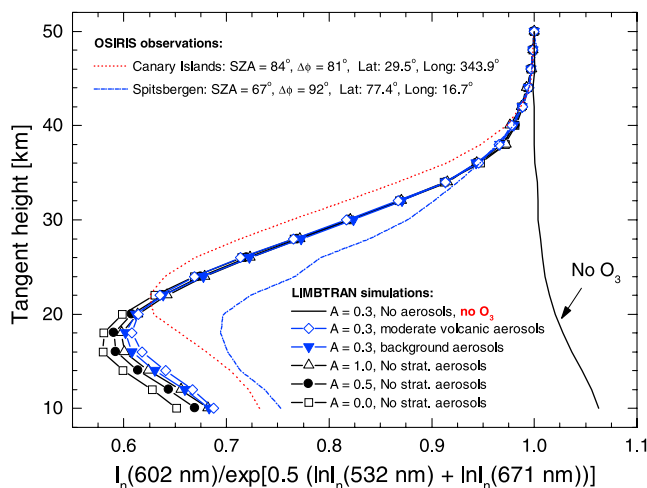 OSIRIS observations:
Canary Islands: SZA = 84°, Δϕ = 81°, Lat: 29.5°, Long: 343.9°
Spitsbergen: SZA = 67°, Δϕ = 92°, Lat: 77.4°, Long: 16.7°
50
40
30
20
10
Tangent height [km]
No O₃
LIMBTRAN simulations:
A = 0.3, No aerosols, no O₃
A = 0.3, moderate volcanic aerosols
A = 0.3, background aerosols
A = 1.0, No strat. aerosols
A = 0.5, No strat. aerosols
A = 0.0, No strat. aerosols
0.6 0.7 0.8 0.9 1.0 1.1
Iₙ(602 nm)/exp[0.5 (lnIₙ(532 nm) + lnIₙ(671 nm))]